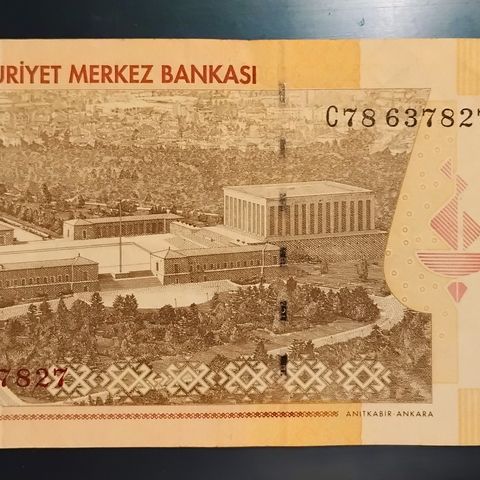 URİYET MERKEZ BANKASI
C78 637827
7827
ANITKABİR-ANKARA